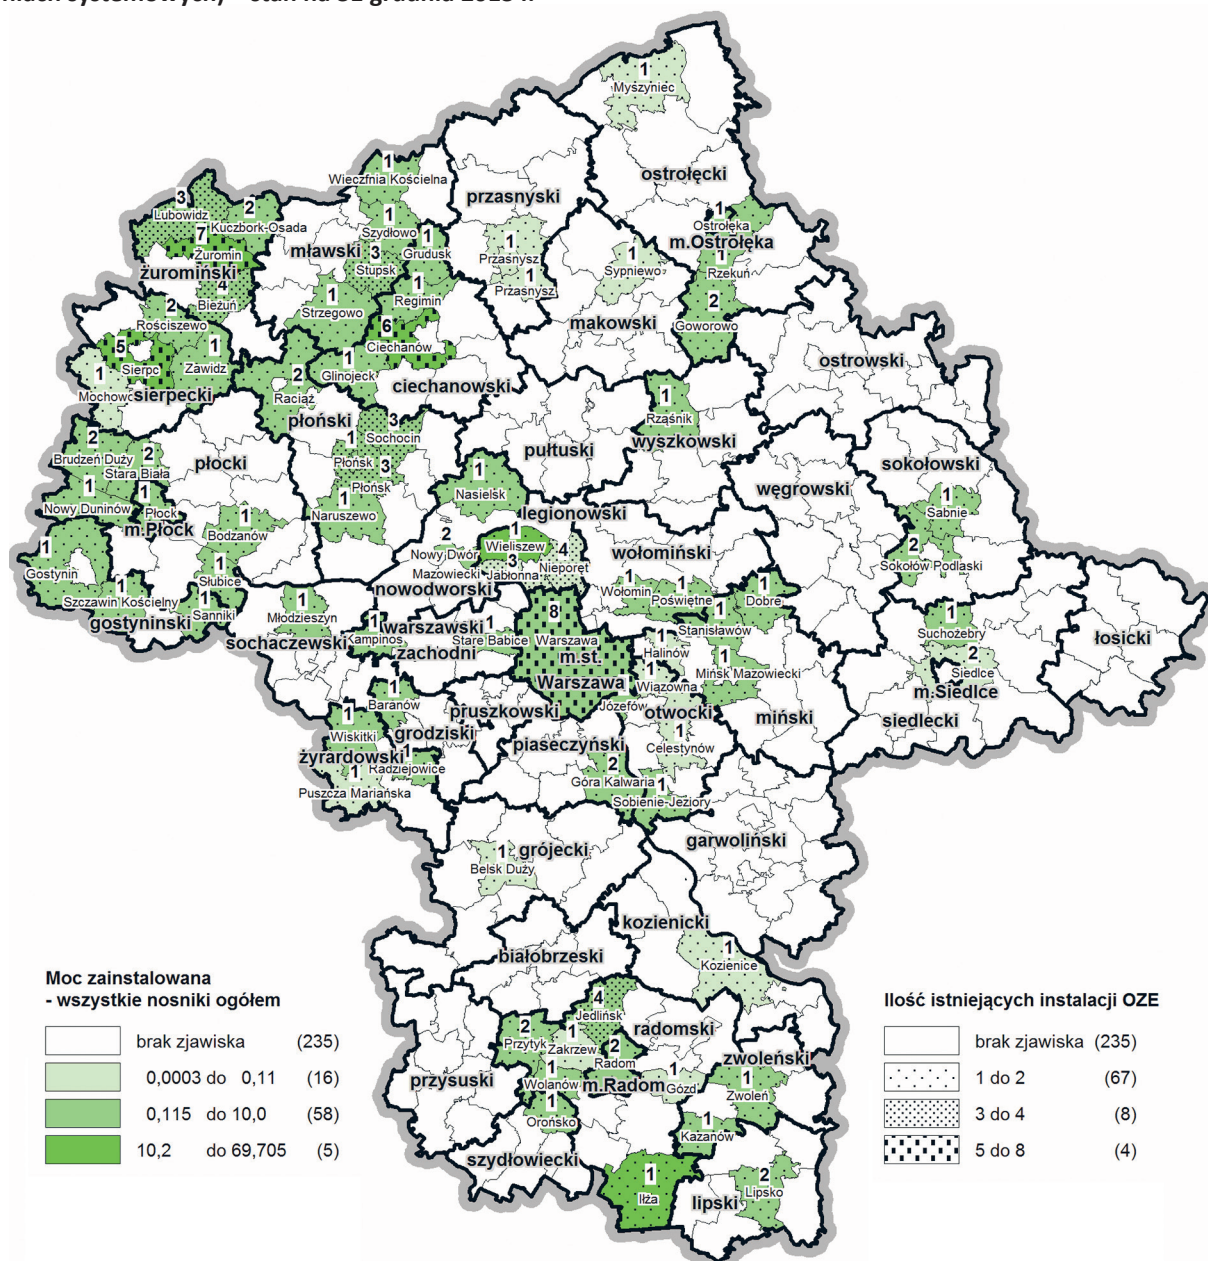 1
Myszyniec
ostrołęcki
1
Wieczfnia Kościelna
przasnyski
3
Lubowidz
2
Kuczbork-Osada
1
Szydłowo
7
Żuromin
żuromiński
mławski
1
Grudusk
3
Stupsk
1
Przasnysz
1
Przasnysz
1
Sypniewo
1
Ostrołęka
m.Ostrołęka
1
Rzekuń
4
Bieżuń
1
Regimin
1
Strzegowo
2
Goworowo
makowski
2
Rościszewo
6
Ciechanów
5
Sierpc
1
Zawidz
1
Mochowo
sierpecki
2
Raciąż
1
Glinojeck
ciechanowski
ostrowski
płoński
3
Sochocin
1
Rząśnik
wyszkowski
pułtuski
2
Brudzeń Duży
2
Stara Biała
płocki
1
Płońsk
3
Płońsk
sokołowski
węgrowski
1
Nowy Duninów
1
Płock
m.Płock
1
Naruszewo
1
Nasielsk
legionowski
1
Sabnie
1
Bodzanów
2
Nowy Dwór
Mazowiecki
1
Wieliszew
4
Nieporęt
3
Jabłonna
wołomiński
2
Sokołów Podlaski
1
Gostynin
1
Szczawin Kościelny
gostyninski
1
Słubice
1
Sanniki
nowodworski
1
Wołomin
1
Poświętne
1
Dobre
1
Młodzieszyn
sochaczewski
1
Kampinos
warszawski
zachodni
1
Stare Babice
8
Warszawa
m.st.
Warszawa
1
Stanisławów
1
Halinów
1
Suchożebry
2
Siedlce
m.Siedlce
siedlecki
łosicki
1
Wiązowna
1
Mińsk Mazowiecki
miński
1
Baranów
pruszkowski
1
Józefów
otwocki
1
Wiskitki
grodziski
piaseczyński
1
Celestynów
żyrardowski
1
Radziejowice
1
Puszcza Mariańska
2
Góra Kalwaria
1
Sobienie-Jeziory
grójecki
1
Belsk Duży
garwoliński
kozienicki
1
Kozienice
białobrzeski
4
Jedlińsk
radomski
2
Przytyk
1
Zakrzew
2
Radom
m.Radom
1
Gózd
zwoleński
1
Zwoleń
przysuski
1
Wolanów
1
Orońsko
1
Kazanów
szydłowiecki
1
Iłża
lipski
2
Lipsko
Moc zainstalowana
- wszystkie nosniki ogółem
brak zjawiska (235)
0,0003 do 0,11 (16)
0,115 do 10,0 (58)
10,2 do 69,705 (5)
Ilość istniejących instalacji OZE
brak zjawiska (235)
1 do 2 (67)
3 do 4 (8)
5 do 8 (4)